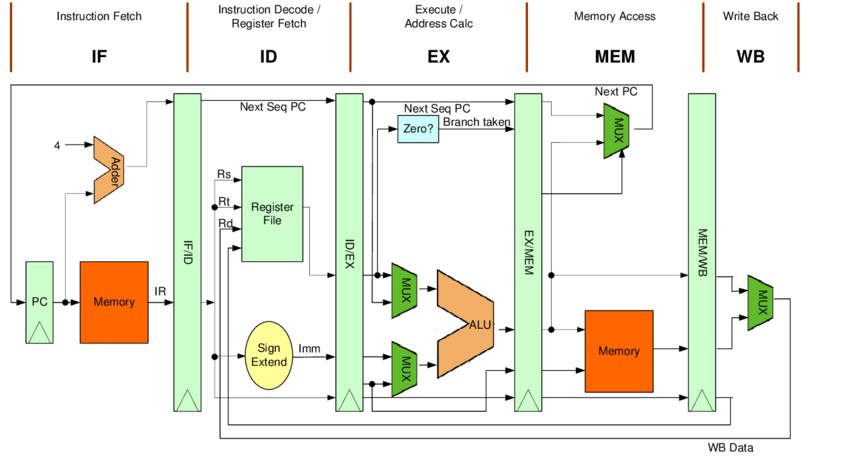 Instruction Fetch
Instruction Decode /
Register Fetch
Execute /
Address Calc
Memory Access
Write Back
IF
ID
EX
MEM
WB
Next PC
Next Seq PC
Next Seq PC
Branch taken
Zero?
MUX
4
Adder
Rs
Rt
Rd
Register
File
IF/ID
ID/EX
EX/MEM
MEM/WB
PC
Memory
IR
MUX
ALU
MUX
MUX
Sign
Extend
Imm
Memory
WB Data